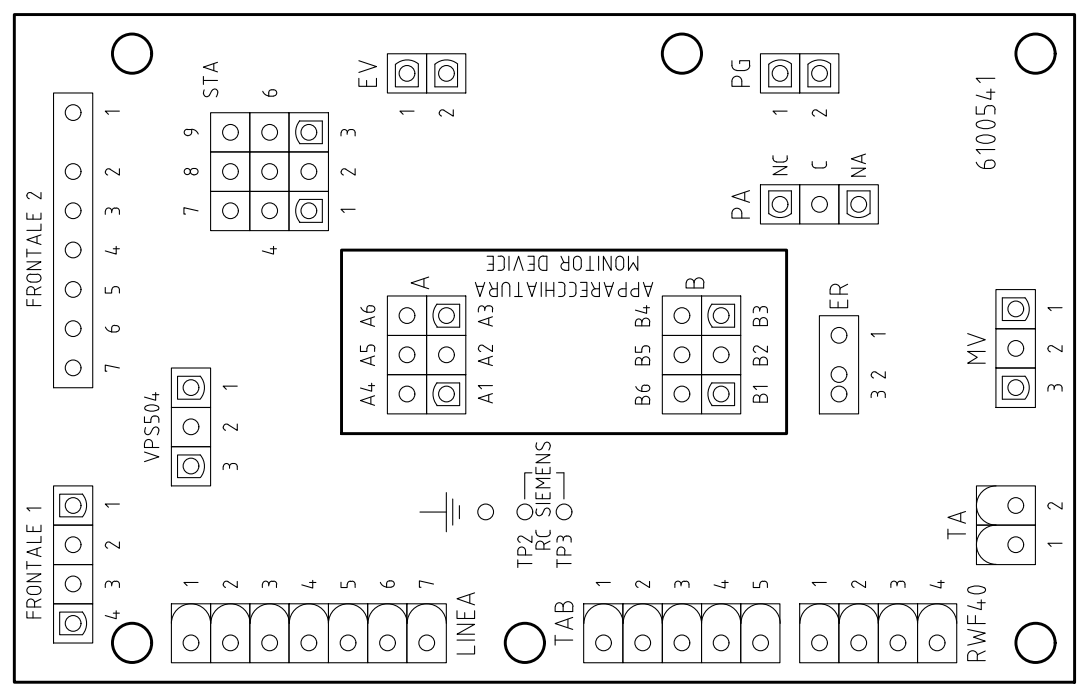 FRONTALE 2
1
2
3
4
5
6
7
STA
9
8
7
6
4
3
2
1
EV
1
2
PG
1
2
6100541
PA
NC
C
NA
APPARECCHIATURA
MONITOR DEVICE
A
A6
A5
A4
A3
A2
A1
B
B4
B5
B6
B3
B2
B1
ER
1
2
3
MV
1
2
3
VPS504
1
2
3
FRONTALE 1
1
2
3
4
TP2
TP3
RC SIEMENS
TA
2
1
LINEA
1
2
3
4
5
6
7
TAB
1
2
3
4
5
RWF40
1
2
3
4